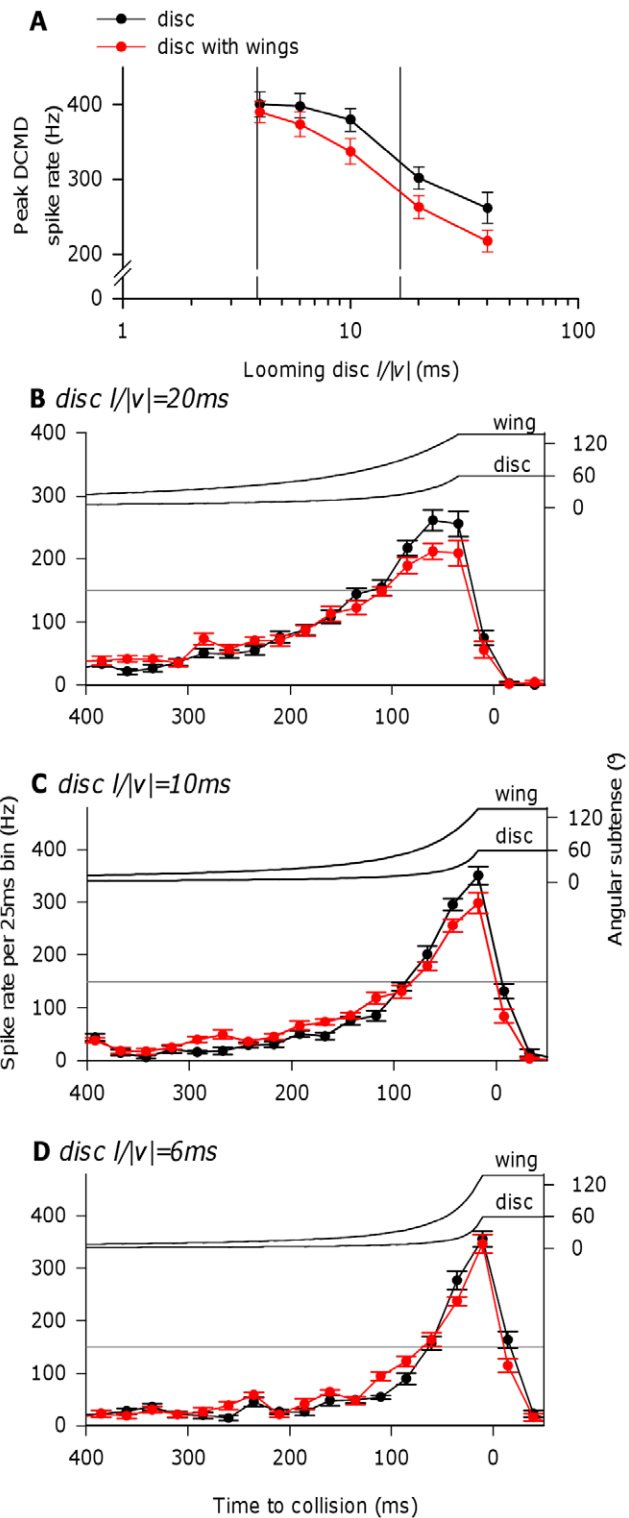 A
disc
disc with wings
Peak DCMD
spike rate (Hz)
400
300
200
0
1
10
100
Looming disc l/|v| (ms)
B disc l/|v|=20ms
400
300
200
100
0
wing
disc
120
60
0
400
300
200
100
0
C disc l/|v|=10ms
Spike rate per 25ms bin (Hz)
400
300
200
100
0
wing
disc
120
60
0
Angular subtense (°)
400
300
200
100
0
D disc l/|v|=6ms
400
300
200
100
0
wing
disc
120
60
0
400
300
200
100
0
Time to collision (ms)